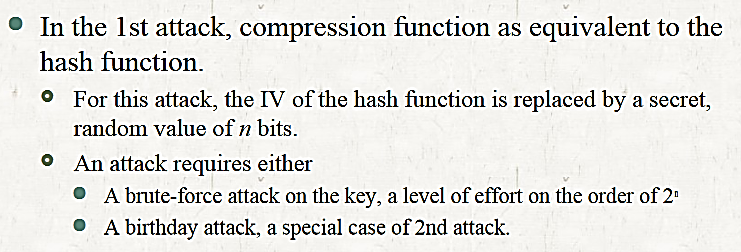 In the 1st attack, compression function as equivalent to the
hash function.
For this attack, the IV of the hash function is replaced by a secret,
random value of n bits.
An attack requires either
A brute-force attack on the key, a level of effort on the order of 2ⁿ
A birthday attack, a special case of 2nd attack.